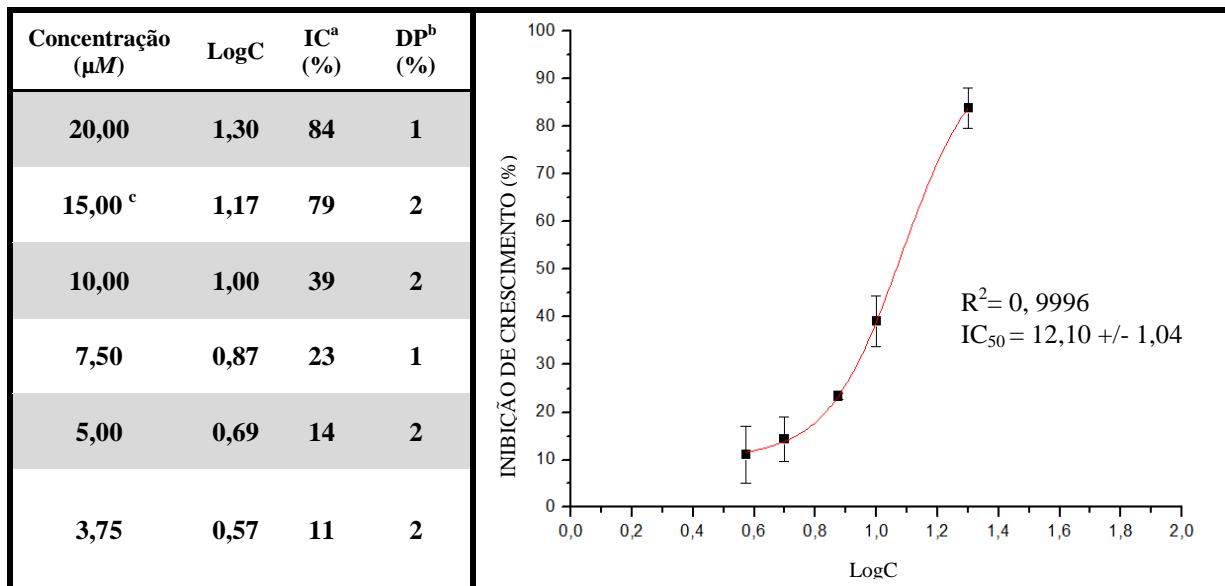 Concentração LogC ICᵃ DPᵇ
(µM) (%) (%)
20,00 1,30 84 1
15,00 ᶜ 1,17 79 2
10,00 1,00 39 2
7,50 0,87 23 1
5,00 0,69 14 2
3,75 0,57 11 2
INIBIÇÃO DE CRESCIMENTO (%)
100
90
80
70
60
50
40
30
20
10
0
R²= 0, 9996
IC₅₀ = 12,10 +/- 1,04
0,0 0,2 0,4 0,6 0,8 1,0 1,2 1,4 1,6 1,8 2,0
LogC